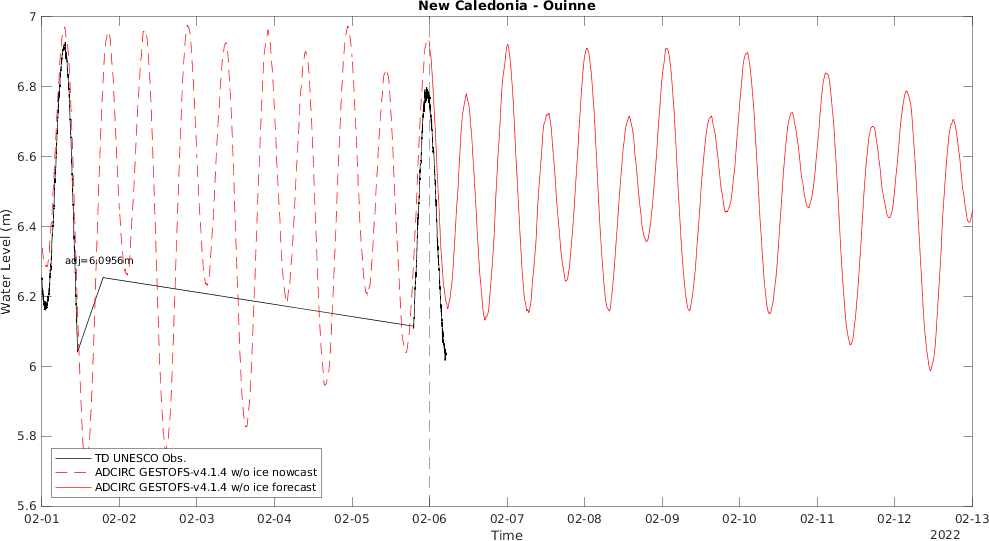 New Caledonia - Ouinne
7
6.8
6.6
6.4
6.2
6
5.8
5.6
Water Level (m)
adj=6.0956m
TD UNESCO Obs.
ADCIRC GESTOFS-v4.1.4 w/o ice nowcast
ADCIRC GESTOFS-v4.1.4 w/o ice forecast
02-01 02-02 02-03 02-04 02-05 02-06 02-07 02-08 02-09 02-10 02-11 02-12 02-13
Time
2022